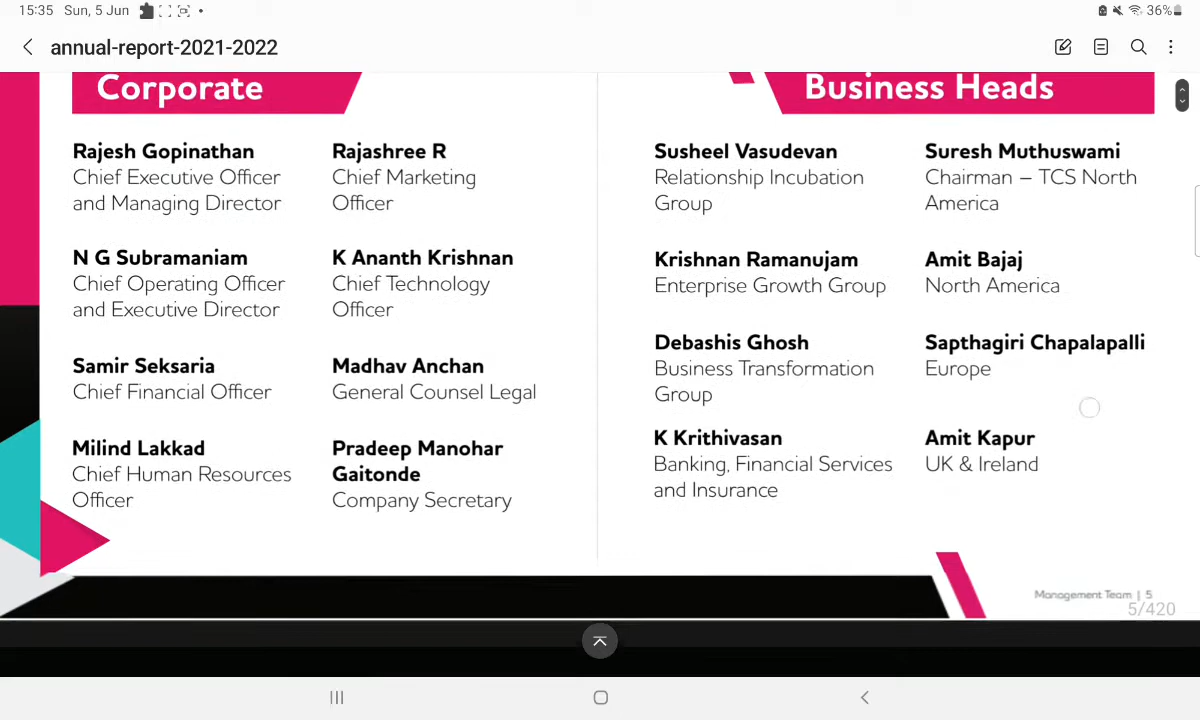 15:35 Sun, 5 Jun
36%
annual-report-2021-2022
Corporate
Rajesh Gopinathan
Chief Executive Officer
and Managing Director
N G Subramaniam
Chief Operating Officer
and Executive Director
Samir Seksaria
Chief Financial Officer
Milind Lakkad
Chief Human Resources
Officer
Rajashree R
Chief Marketing
Officer
K Ananth Krishnan
Chief Technology
Officer
Madhav Anchan
General Counsel Legal
Pradeep Manohar
Gaitonde
Company Secretary
Business Heads
Susheel Vasudevan
Relationship Incubation
Group
Krishnan Ramanujam
Enterprise Growth Group
Debashis Ghosh
Business Transformation
Group
K Krithivasan
Banking, Financial Services
and Insurance
Suresh Muthuswami
Chairman – TCS North
America
Amit Bajaj
North America
Sapthagiri Chapalapalli
Europe
Amit Kapur
UK & Ireland
Management Team | 5
5/420